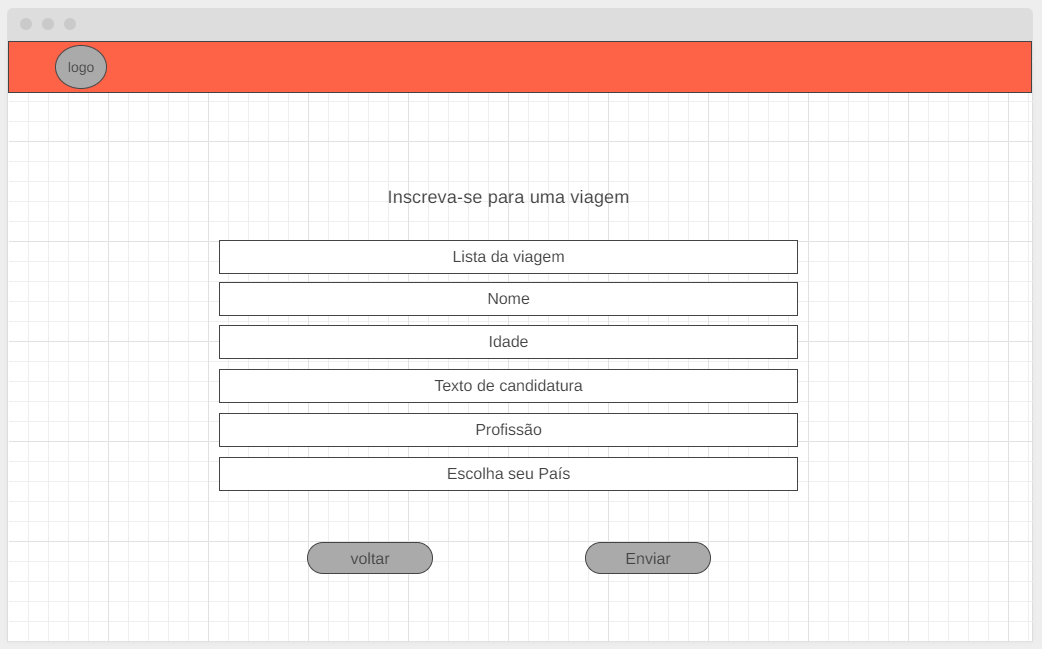 logo
Inscreva-se para uma viagem
Lista da viagem
Nome
Idade
Texto de candidatura
Profissão
Escolha seu País
voltar
Enviar